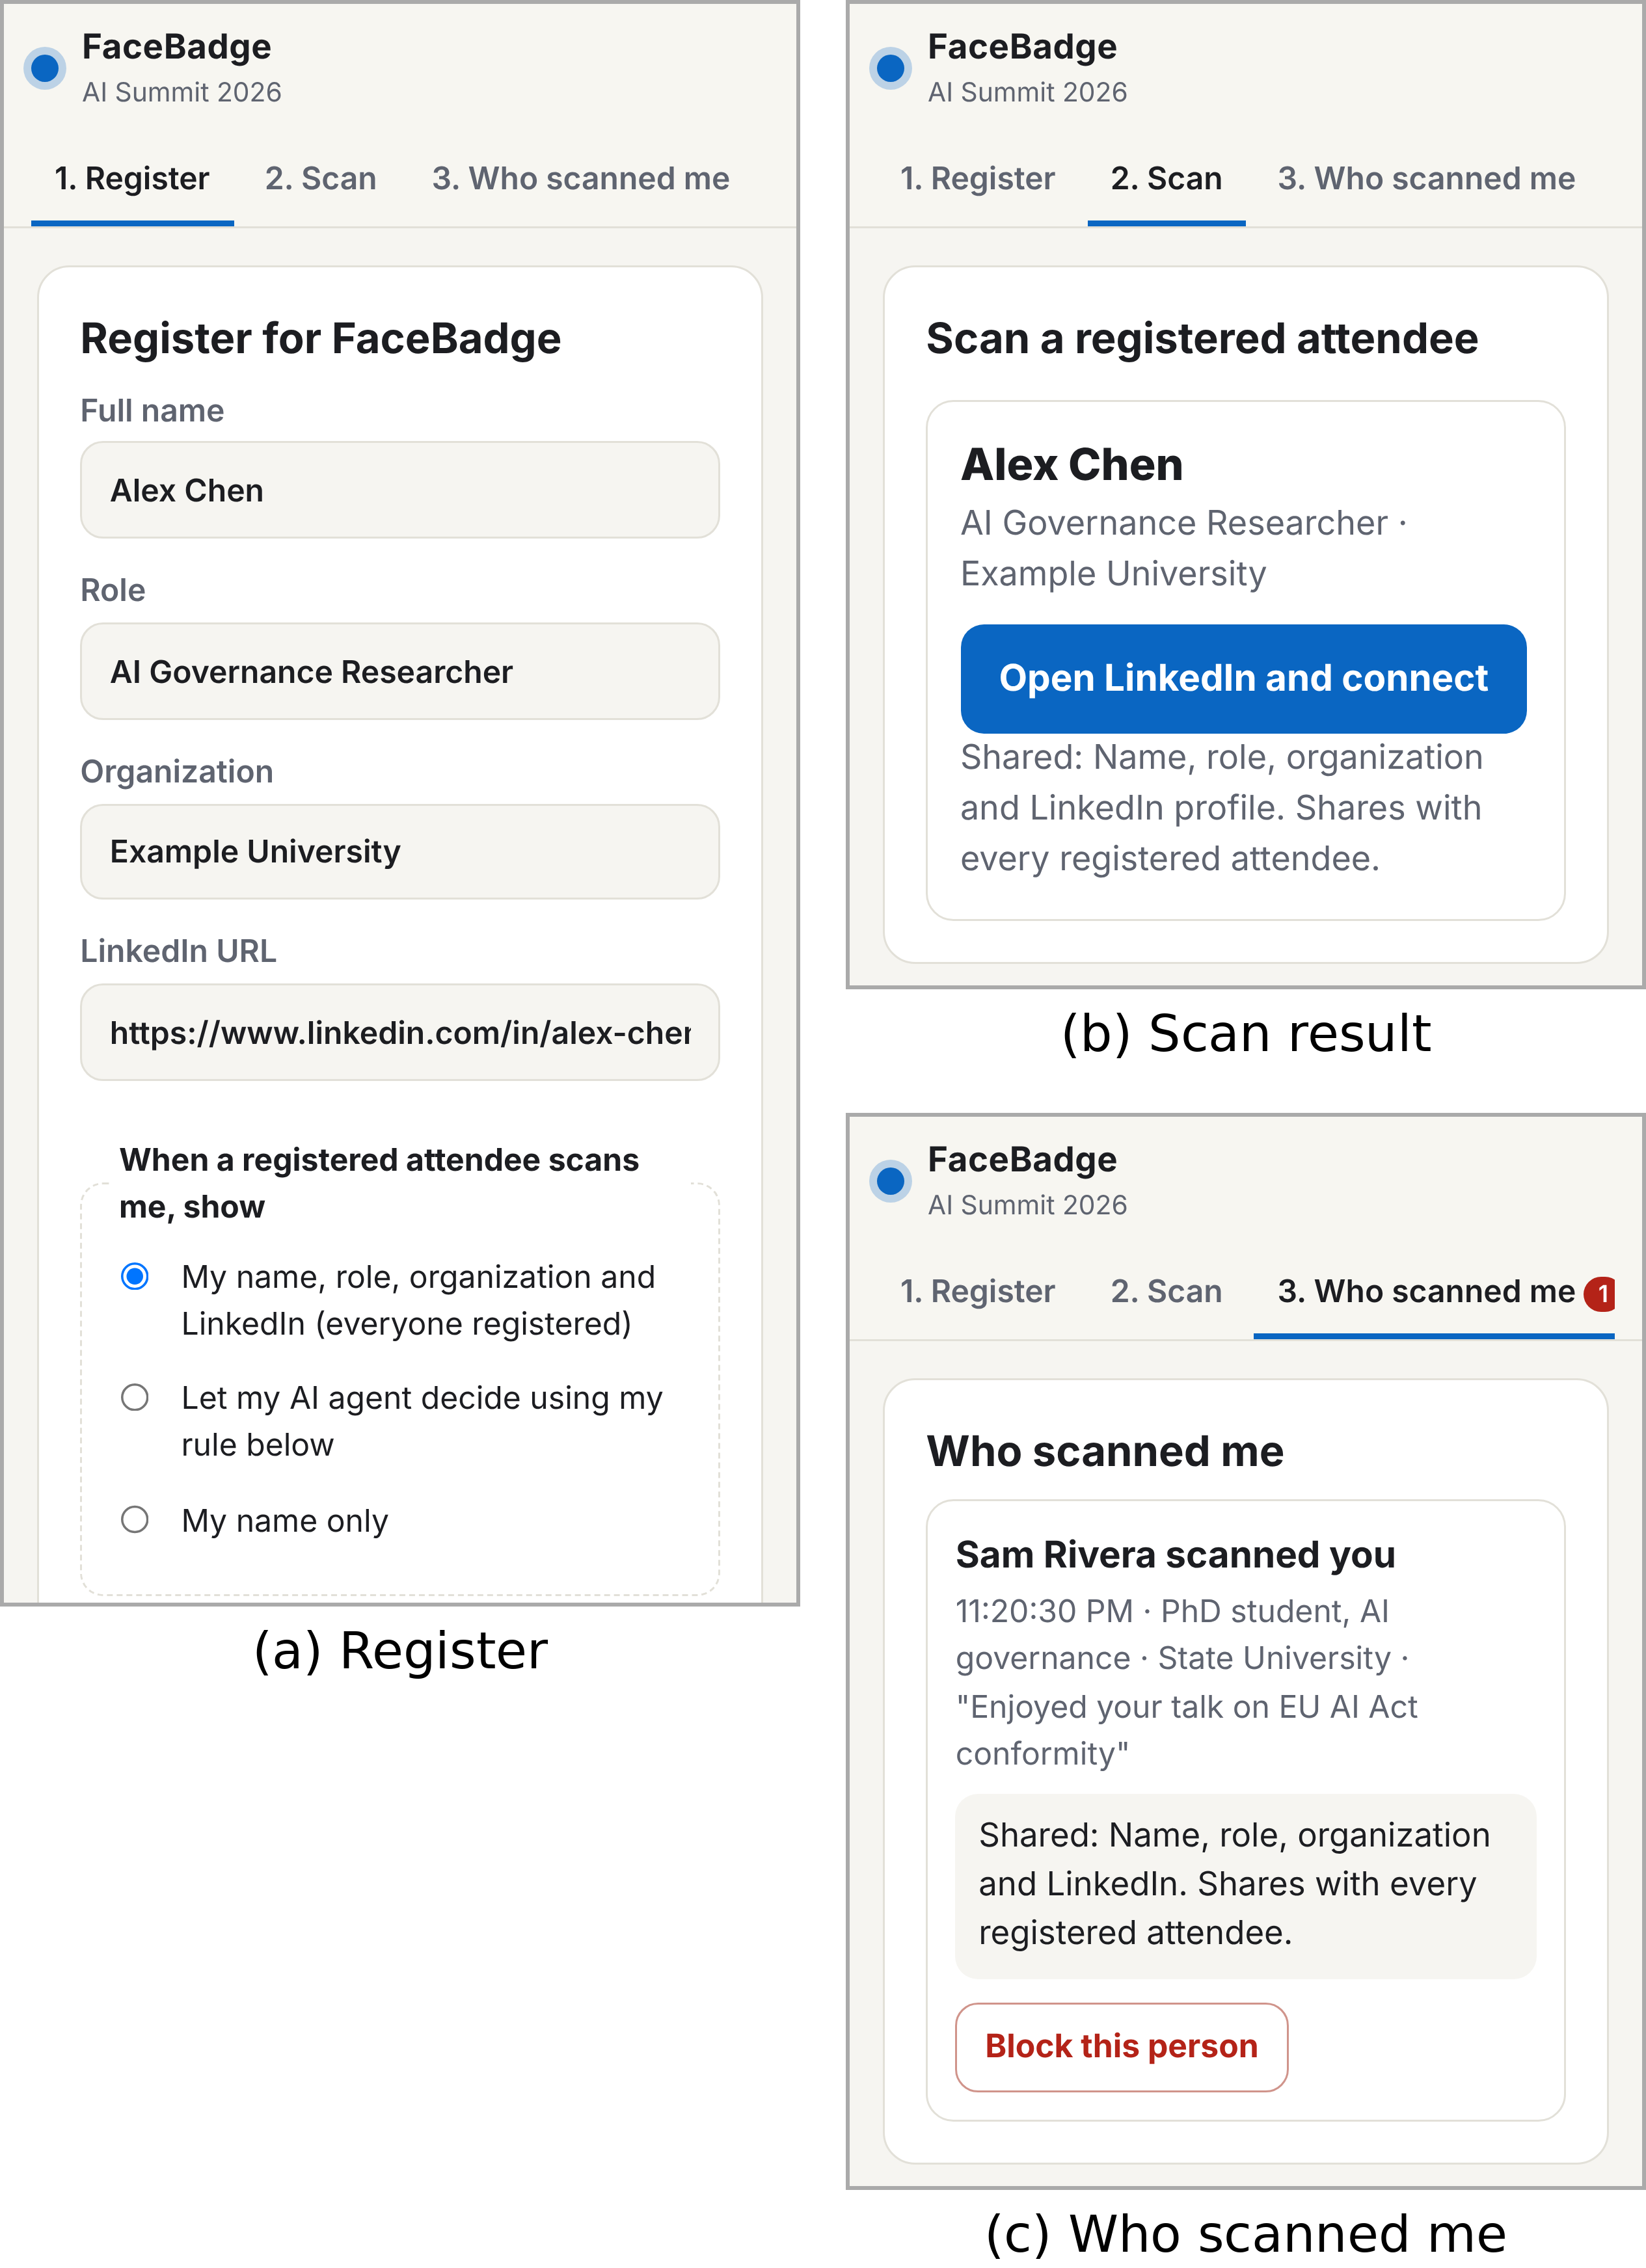 FaceBadge
AI Summit 2026
1. Register
2. Scan
3. Who scanned me
Register for FaceBadge
Full name
Alex Chen
Role
AI Governance Researcher
Organization
Example University
LinkedIn URL
https://www.linkedin.com/in/alex-chen
When a registered attendee scans
me, show
My name, role, organization and
LinkedIn (everyone registered)
Let my AI agent decide using my
rule below
My name only
(a) Register
FaceBadge
AI Summit 2026
1. Register
2. Scan
3. Who scanned me
Scan a registered attendee
Alex Chen
AI Governance Researcher ·
Example University
Open LinkedIn and connect
Shared: Name, role, organization
and LinkedIn profile. Shares with
every registered attendee.
(b) Scan result
FaceBadge
AI Summit 2026
1. Register
2. Scan
3. Who scanned me 1
Who scanned me
Sam Rivera scanned you
11:20:30 PM · PhD student, AI
governance · State University ·
"Enjoyed your talk on EU AI Act
conformity"
Shared: Name, role, organization
and LinkedIn. Shares with every
registered attendee.
Block this person
(c) Who scanned me